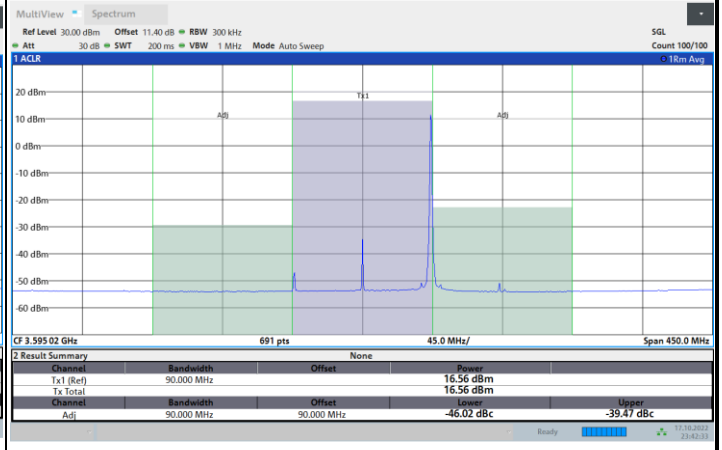 MultiView Spectrum
Ref Level 30.00 dBm Offset 11.40 dB RBW 300 kHz SGL
Att 30 dB SWT 200 ms VBW 1 MHz Mode Auto Sweep Count 100/100
1 ACLR 1Rm Avg
20 dBm
Tx1
10 dBm
Adj Adj
0 dBm
-10 dBm
-20 dBm
-30 dBm
-40 dBm
-50 dBm
-60 dBm
CF 3.595 02 GHz 691 pts 45.0 MHz/ Span 450.0 MHz
2 Result Summary None
Channel Bandwidth Offset Power
Tx1 (Ref) 90.000 MHz 16.56 dBm
Tx Total 16.56 dBm
Channel Bandwidth Offset Lower Upper
Adj 90.000 MHz 90.000 MHz -46.02 dBc -39.47 dBc
Ready 17.10.2022
23:42:33